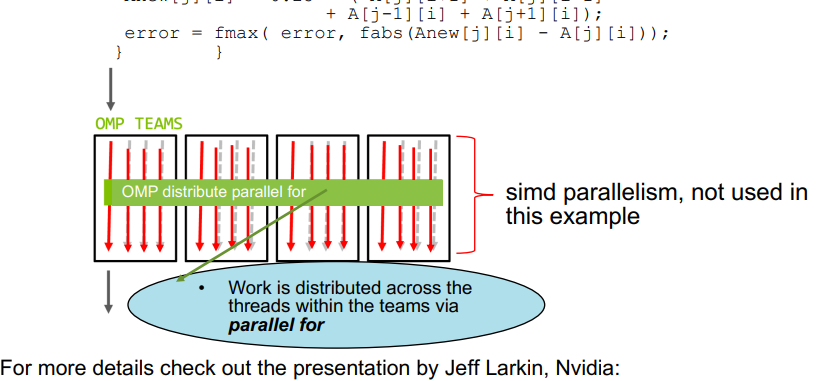 + A[j-1][i] + A[j+1][i]);
error = fmax( error, fabs(Anew[j][i] - A[j][i]));
} }
OMP TEAMS
OMP distribute parallel for
simd parallelism, not used in
this example
• Work is distributed across the
threads within the teams via
parallel for
For more details check out the presentation by Jeff Larkin, Nvidia: